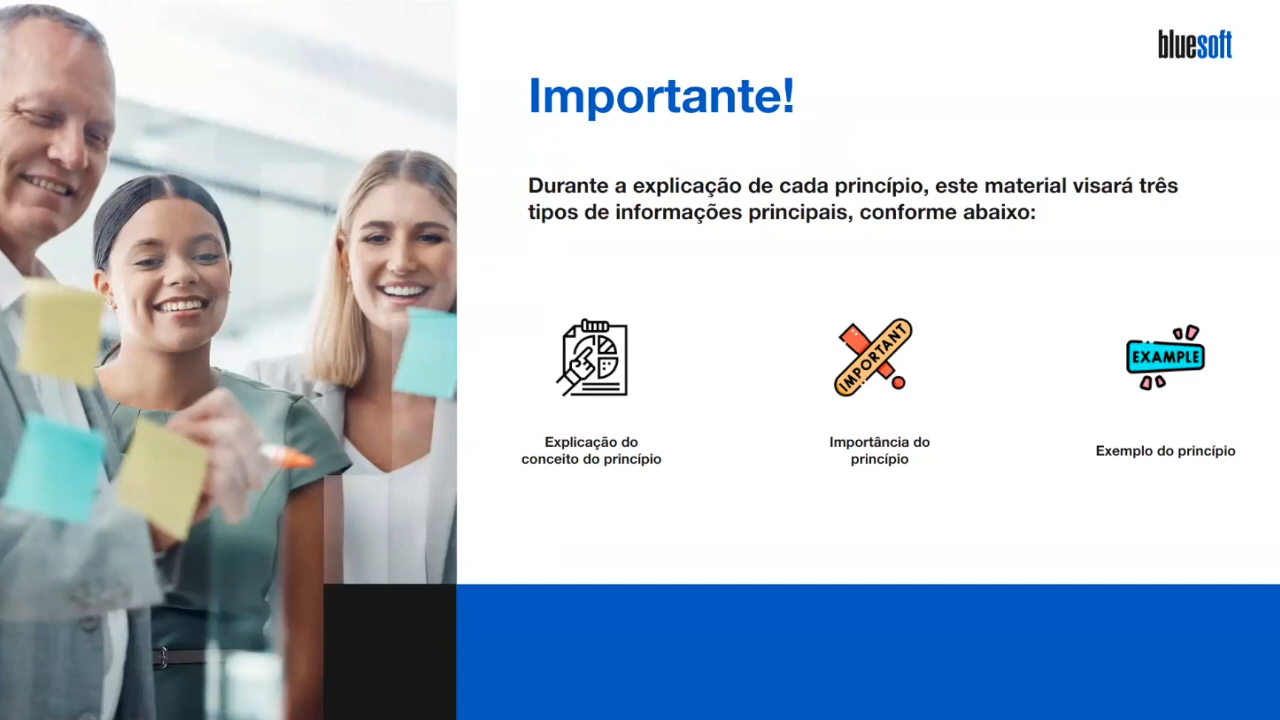 bluesoft
Importante!
Durante a explicação de cada princípio, este material visará três
tipos de informações principais, conforme abaixo:
IMPORTANT
EXAMPLE
Explicação do
conceito do princípio
Importância do
princípio
Exemplo do princípio